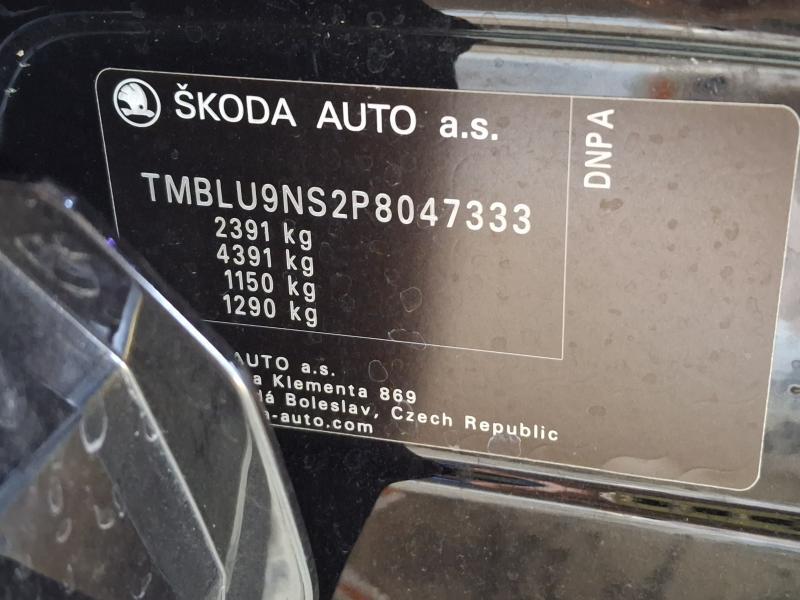 ŠKODA AUTO a.s.
DNPA
TMBLU9NS2P8047333
2391 kg
4391 kg
1150 kg
1290 kg
AUTO a.s.
Klementa 869
Boleslav, Czech Republic
-auto.com